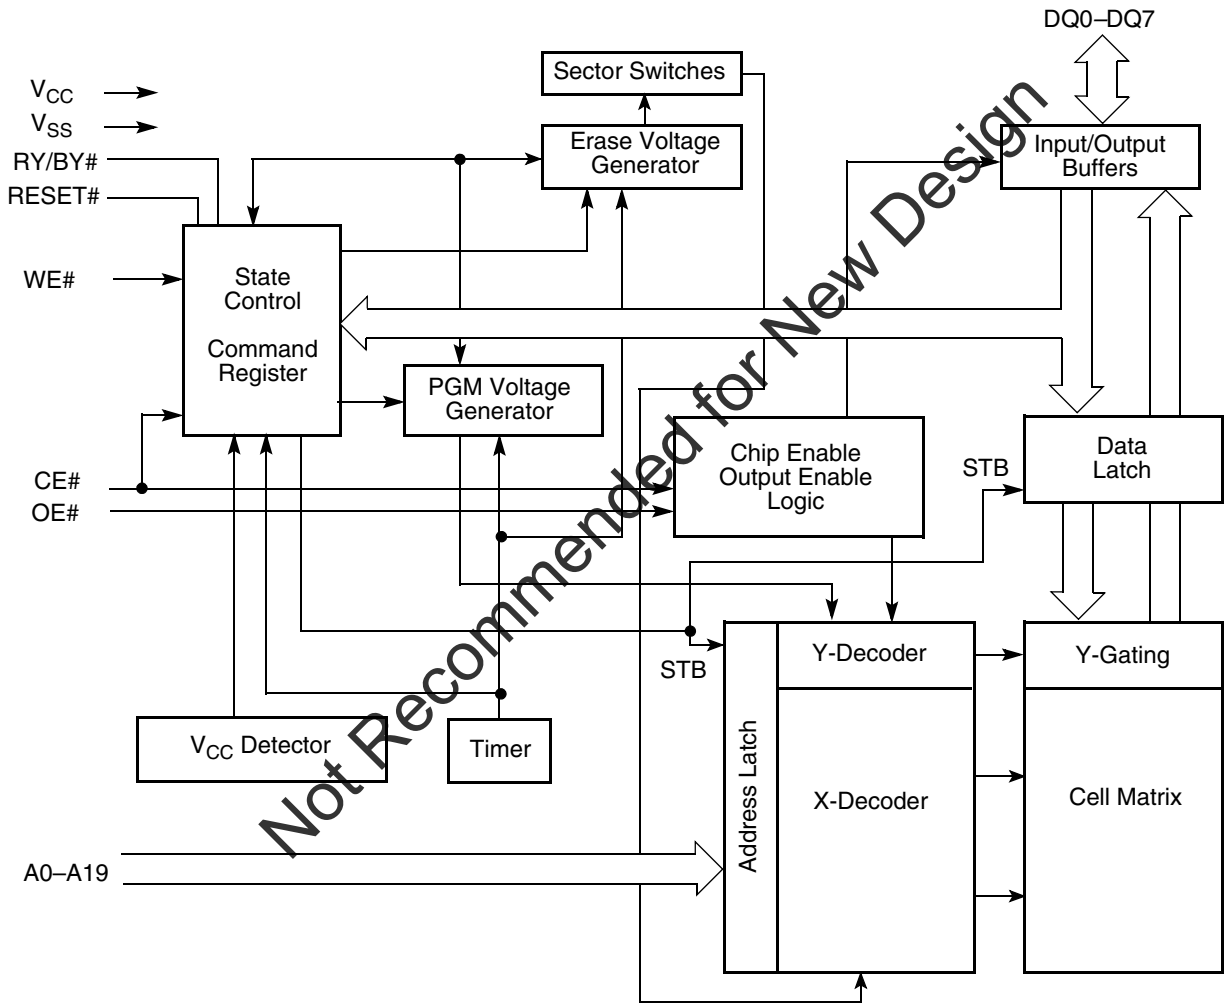 DQ0–DQ7
Sector Switches
VCC
VSS
RY/BY#
RESET#
Erase Voltage
Generator
Input/Output
Buffers
WE#
State
Control
Command
Register
PGM Voltage
Generator
Chip Enable
Output Enable
Logic
Data
Latch
STB
CE#
OE#
STB
Address Latch
Y-Decoder
Y-Gating
VCC Detector
Timer
X-Decoder
Cell Matrix
A0–A19
Not Recommended for New Design